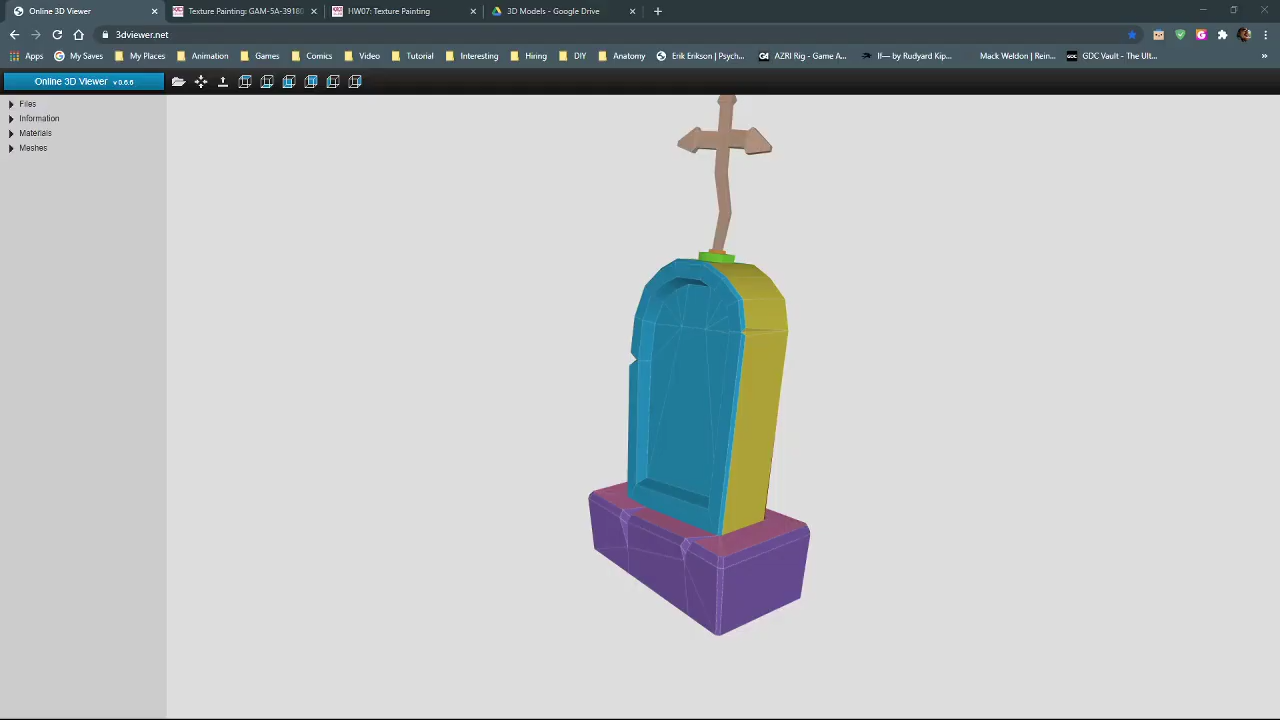 Online 3D Viewer
Texture Painting: GAM-5A-39180
HW07: Texture Painting
3D Models - Google Drive
3dviewer.net
Apps
My Saves
My Places
Animation
Games
Comics
Video
Tutorial
Interesting
Hiring
DIY
Anatomy
Erik Erikson | Psych...
AZRI Rig - Game A...
If— by Rudyard Kip...
Mack Weldon | Rein...
GDC Vault - The Ult...
Online 3D Viewer v 0.6.6
Files
Information
Materials
Meshes